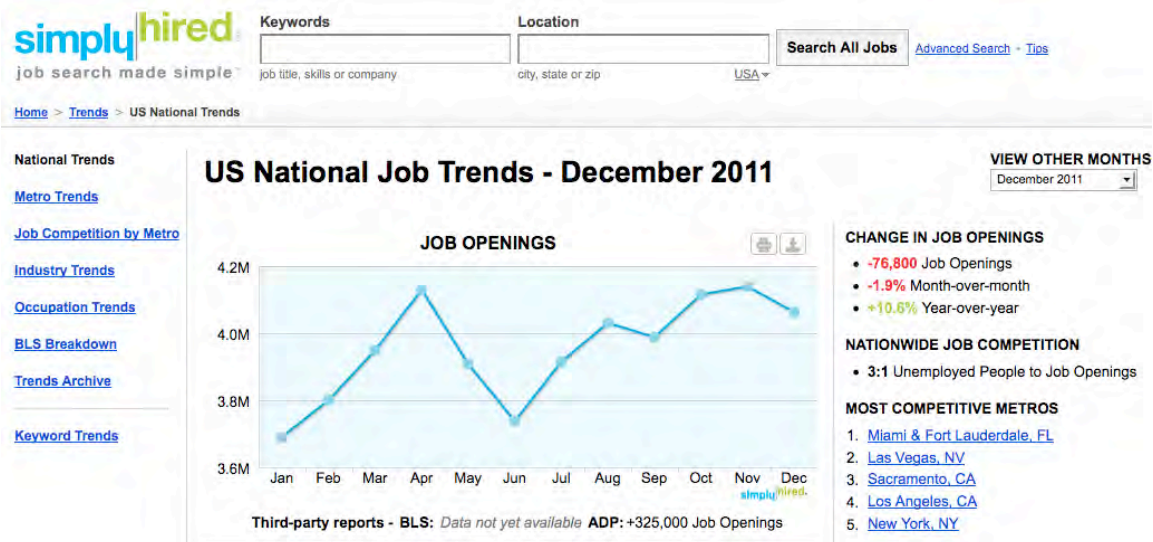 simplyhired
job search made simple
Keywords
job title, skills or company
Location
city, state or zip
USA
Search All Jobs
Advanced Search - Tips
Home > Trends > US National Trends
National Trends
Metro Trends
Job Competition by Metro
Industry Trends
Occupation Trends
BLS Breakdown
Trends Archive
Keyword Trends
US National Job Trends - December 2011
VIEW OTHER MONTHS
December 2011
JOB OPENINGS
4.2M
4.0M
3.8M
3.6M
Jan Feb Mar Apr May Jun Jul Aug Sep Oct Nov Dec
simplyhired.
Third-party reports - BLS: Data not yet available ADP: +325,000 Job Openings
CHANGE IN JOB OPENINGS
• -76,800 Job Openings
• -1.9% Month-over-month
• +10.6% Year-over-year
NATIONWIDE JOB COMPETITION
• 3:1 Unemployed People to Job Openings
MOST COMPETITIVE METROS
1. Miami & Fort Lauderdale, FL
2. Las Vegas, NV
3. Sacramento, CA
4. Los Angeles, CA
5. New York, NY